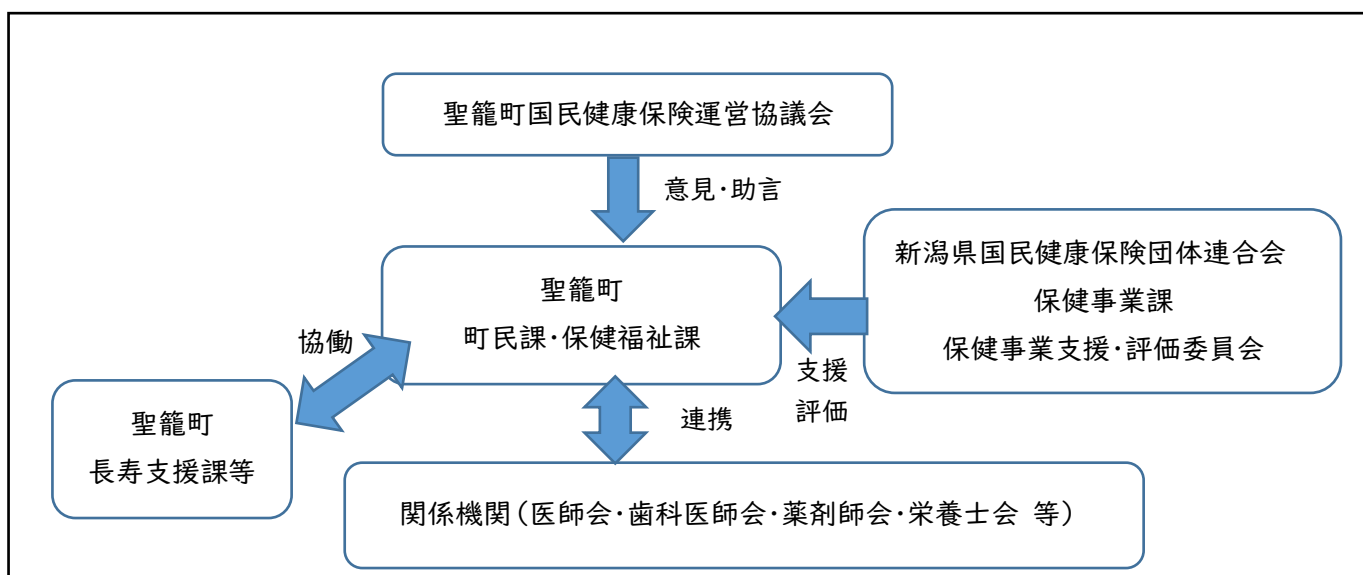 聖籠町国民健康保険運営協議会
意見・助言
新潟県国民健康保険団体連合会
保健事業課
保健事業支援・評価委員会
聖籠町
町民課・保健福祉課
協働
支援
評価
連携
聖籠町
長寿支援課等
関係機関（医師会・歯科医師会・薬剤師会・栄養士会 等）